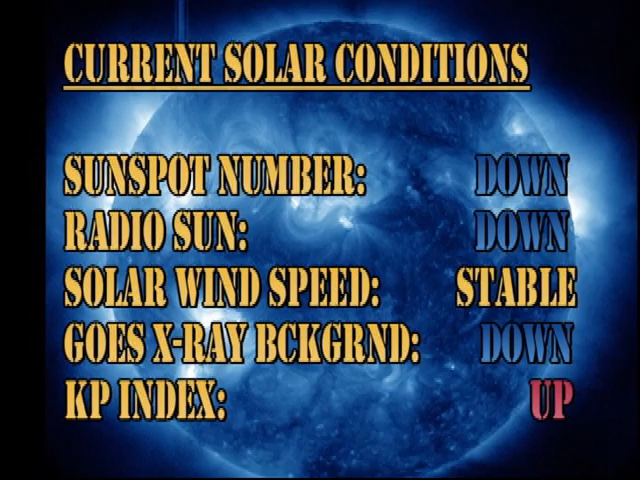 CURRENT SOLAR CONDITIONS
SUNSPOT NUMBER: DOWN
RADIO SUN: DOWN
SOLAR WIND SPEED: STABLE
GOES X-RAY BCKGRND: DOWN
KP INDEX: UP